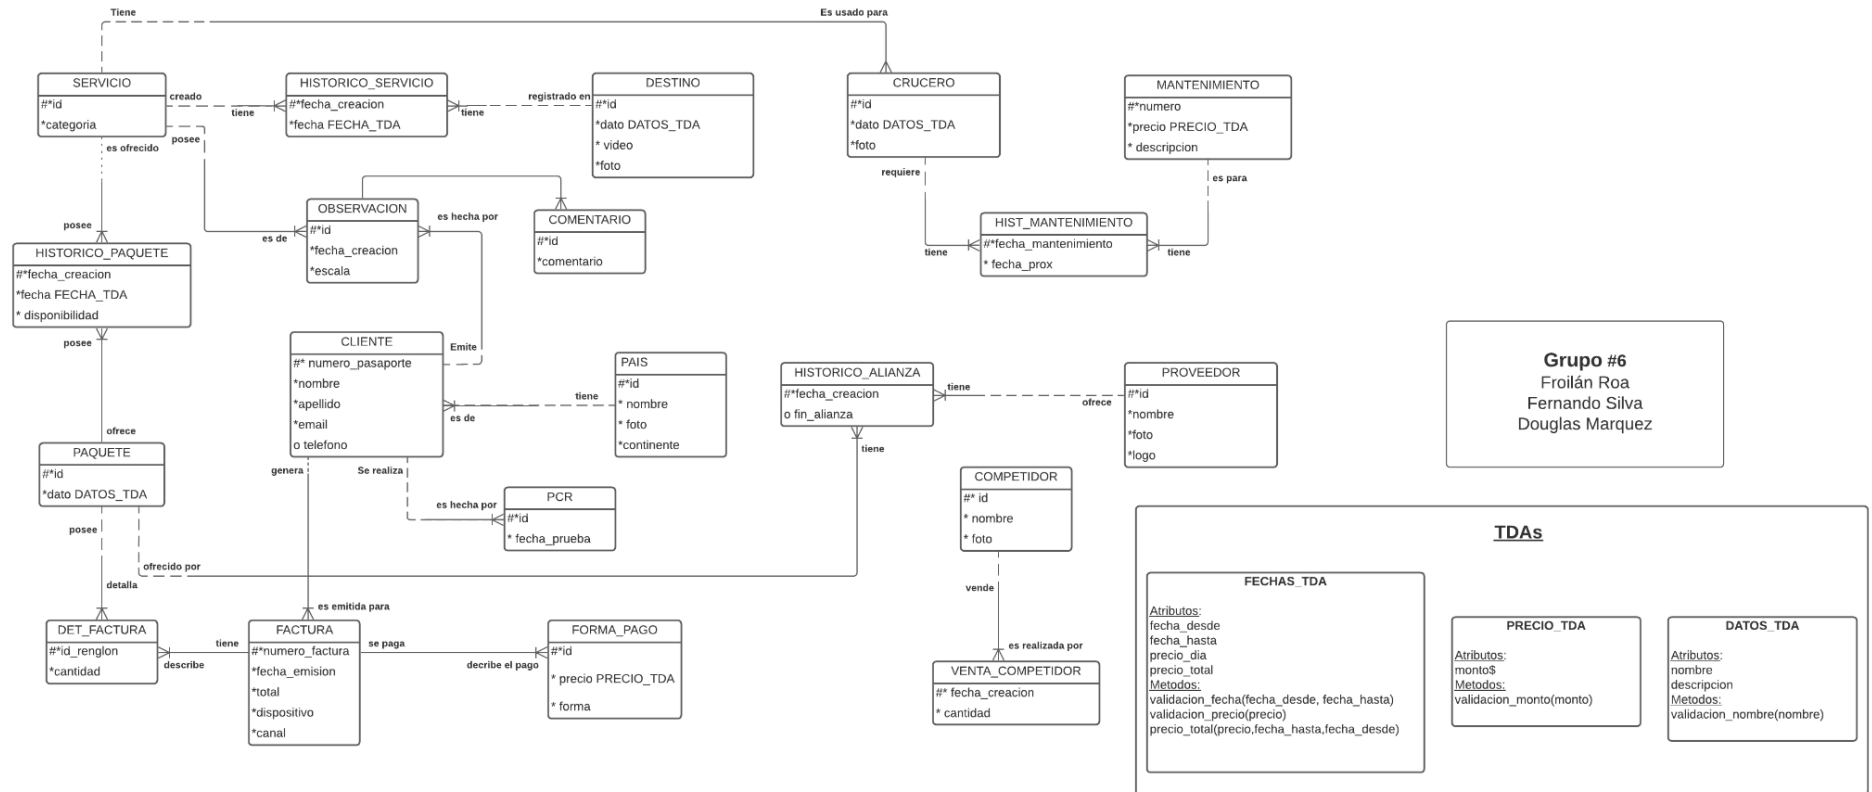 Tiene
Es usado para
SERVICIO
#*id
*categoria
creado
tiene
posee
es ofrecido
HISTORICO_SERVICIO
#*fecha_creacion
*fecha FECHA_TDA
tiene
registrado en
DESTINO
#*id
*dato DATOS_TDA
* video
*foto
CRUCERO
#*id
*dato DATOS_TDA
*foto
requiere
MANTENIMIENTO
#*numero
*precio PRECIO_TDA
* descripcion
es para
HIST_MANTENIMIENTO
#*fecha_mantenimiento
* fecha_prox
tiene
tiene
OBSERVACION
#*id
*fecha_creacion
*escala
es de
es hecha por
COMENTARIO
#*id
*comentario
posee
HISTORICO_PAQUETE
#*fecha_creacion
*fecha FECHA_TDA
* disponibilidad
posee
CLIENTE
#* numero_pasaporte
*nombre
*apellido
*email
o telefono
Emite
tiene
es de
PAIS
#*id
* nombre
* foto
*continente
HISTORICO_ALIANZA
#*fecha_creacion
o fin_alianza
tiene
ofrece
tiene
PROVEEDOR
#*id
*nombre
*foto
*logo
Grupo #6
Froilán Roa
Fernando Silva
Douglas Marquez
ofrece
PAQUETE
#*id
*dato DATOS_TDA
posee
ofrecido por
detalla
genera
Se realiza
es hecha por
PCR
#*id
* fecha_prueba
COMPETIDOR
#* id
* nombre
* foto
vende
es realizada por
VENTA_COMPETIDOR
#* fecha_creacion
* cantidad
es emitida para
DET_FACTURA
#*id_renglon
*cantidad
tiene
describe
FACTURA
#*numero_factura
*fecha_emision
*total
*dispositivo
*canal
se paga
decribe el pago
FORMA_PAGO
#*id
* precio PRECIO_TDA
* forma
TDAs
FECHAS_TDA
Atributos:
fecha_desde
fecha_hasta
precio_dia
precio_total
Metodos:
validacion_fecha(fecha_desde, fecha_hasta)
validacion_precio(precio)
precio_total(precio,fecha_hasta,fecha_desde)
PRECIO_TDA
Atributos:
monto$
Metodos:
validacion_monto(monto)
DATOS_TDA
Atributos:
nombre
descripcion
Metodos:
validacion_nombre(nombre)